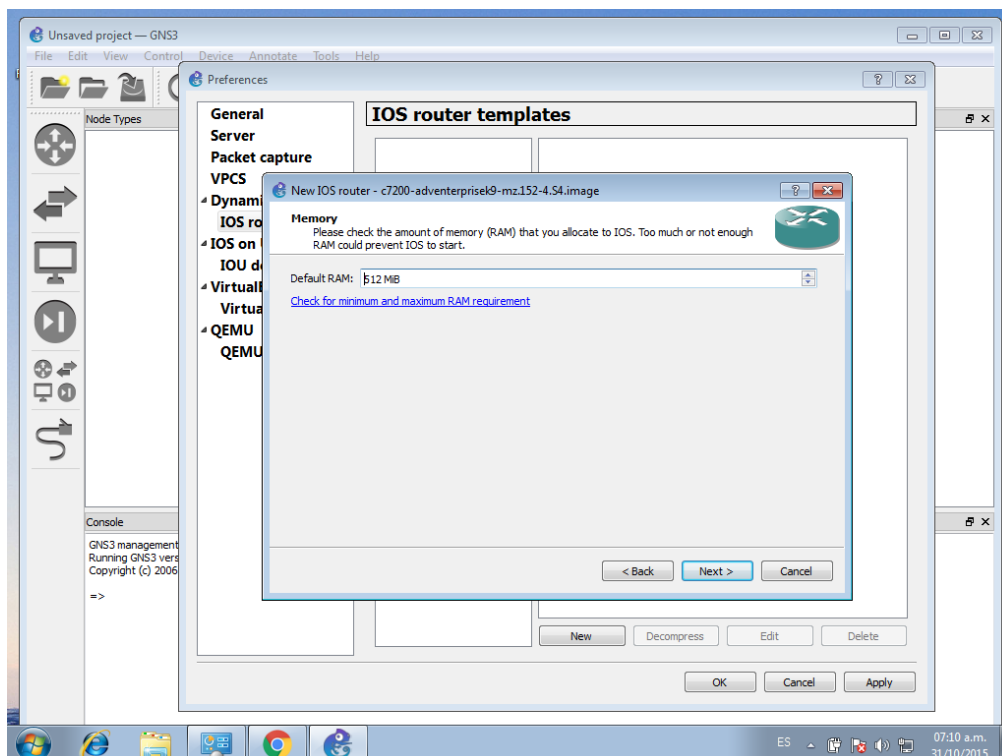 Unsaved project — GNS3
File Edit View Control Device Annotate Tools Help
Preferences
Node Types
General
Server
Packet capture
VPCS
Dynami
IOS ro
IOS on
IOU de
Virtuall
Virtua
QEMU
QEMU
IOS router templates
New IOS router - c7200-adventerprisek9-mz.152-4.S4.image
Memory
Please check the amount of memory (RAM) that you allocate to IOS. Too much or not enough
RAM could prevent IOS to start.
Default RAM: 512 MiB
Check for minimum and maximum RAM requirement
< Back Next > Cancel
Console
GNS3 management
Running GNS3 vers
Copyright (c) 2006
=>
New Decompress Edit Delete
OK Cancel Apply
ES
07:10 a.m.
31/10/2015